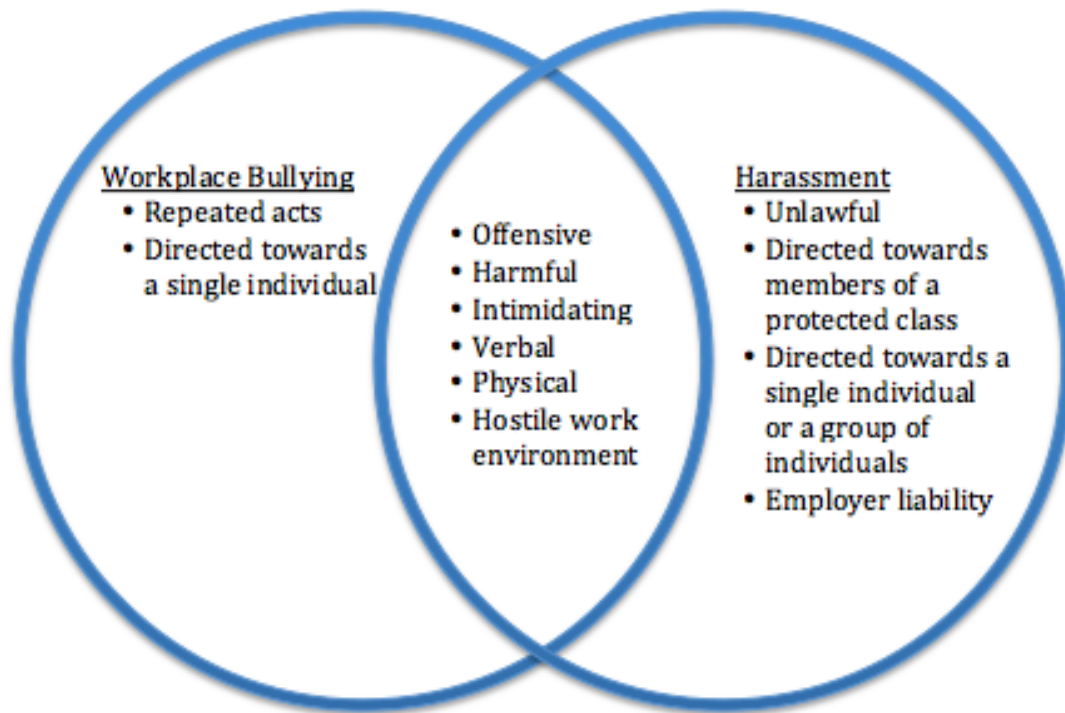 Workplace Bullying
• Repeated acts
• Directed towards
a single individual
• Offensive
• Harmful
• Intimidating
• Verbal
• Physical
• Hostile work
environment
Harassment
• Unlawful
• Directed towards
members of a
protected class
• Directed towards a
single individual
or a group of
individuals
• Employer liability